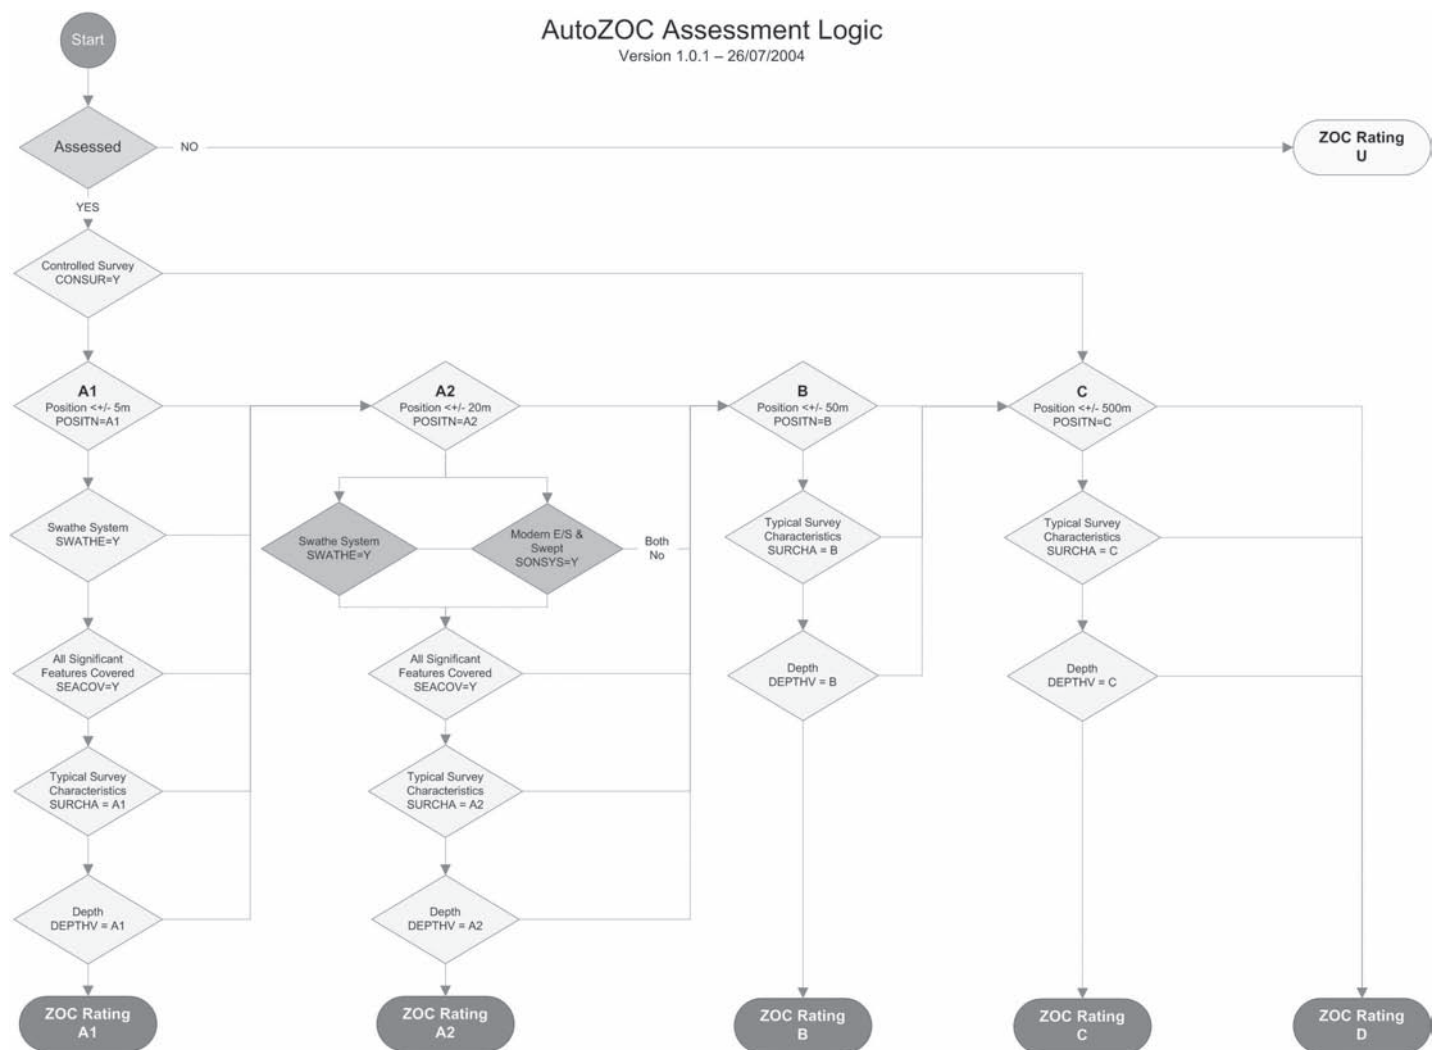 AutoZOC Assessment Logic
Version 1.0.1 – 26/07/2004
Start
Assessed
NO
ZOC Rating
U
YES
Controlled Survey
CONSUR=Y
A1
Position <+/- 5m
POSITN=A1
A2
Position <+/- 20m
POSITN=A2
B
Position <+/- 50m
POSITN=B
C
Position <+/- 500m
POSITN=C
Swathe System
SWATHE=Y
Swathe System
SWATHE=Y
Modern E/S &
Swept
SONSYS=Y
Both
No
Typical Survey
Characteristics
SURCHA = B
Typical Survey
Characteristics
SURCHA = C
All Significant
Features Covered
SEACOV=Y
All Significant
Features Covered
SEACOV=Y
Depth
DEPTHV = B
Depth
DEPTHV = C
Typical Survey
Characteristics
SURCHA = A1
Typical Survey
Characteristics
SURCHA = A2
Depth
DEPTHV = A1
Depth
DEPTHV = A2
ZOC Rating
A1
ZOC Rating
A2
ZOC Rating
B
ZOC Rating
C
ZOC Rating
D